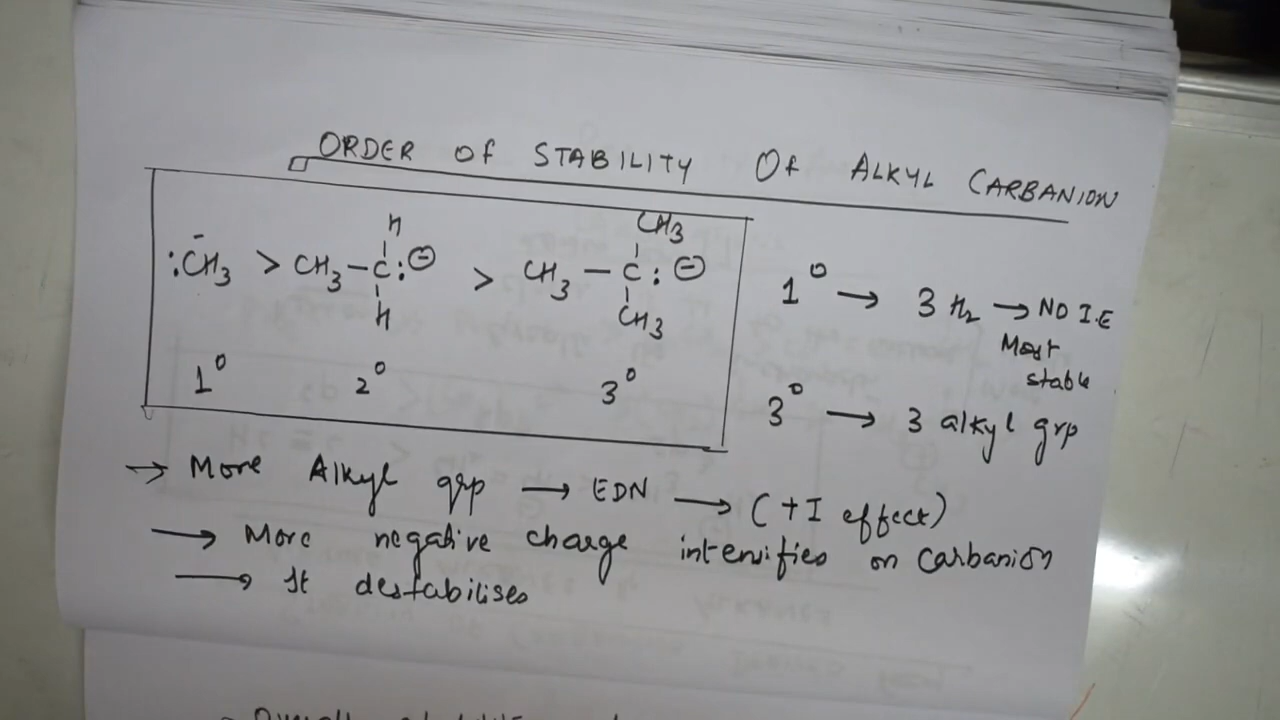 ORDER OF STABILITY OF ALKYL CARBANION
:C̄H3 > CH3 – C(H)(H) : ⊖ > CH3 – C(CH3)(CH3) : ⊖
1° 2° 3°
1° → 3 H2 → NO I.E
Most stable
3° → 3 alkyl grp
→ More Alkyl grp → EDN → (+I effect)
→ More negative charge intensifies on carbanion
→ It destabilises